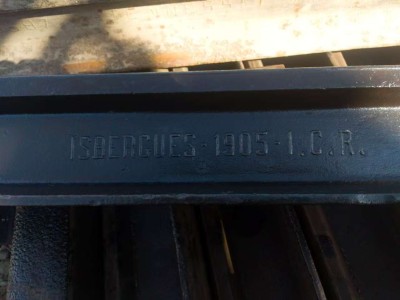 ISBERGUES · 1905 · I.C.R.